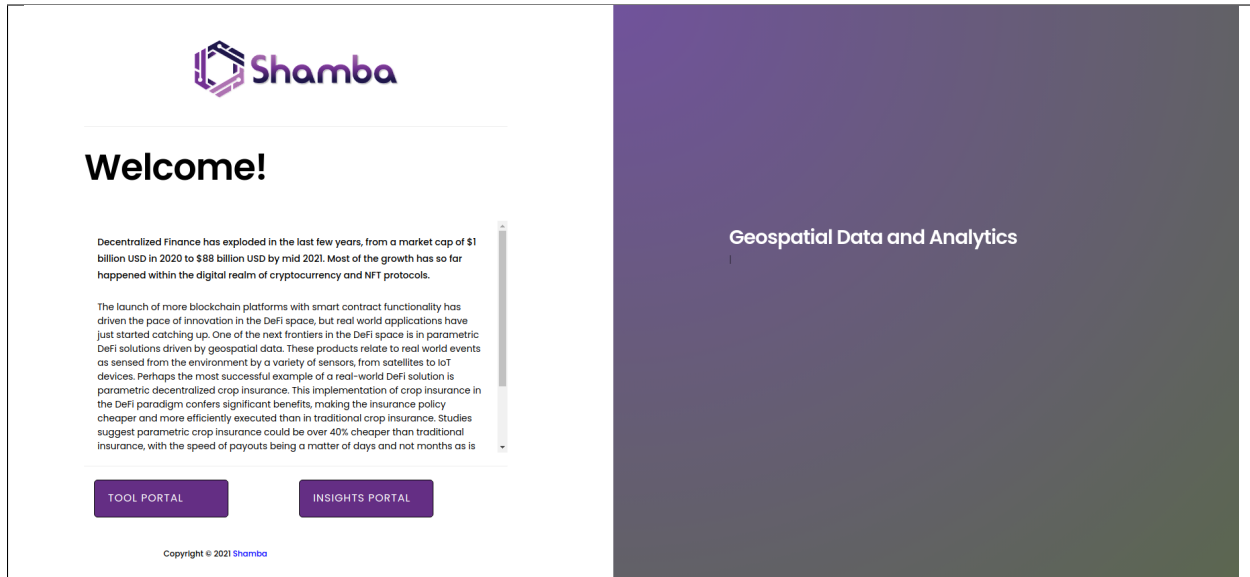 Shamba
Welcome!
Decentralized Finance has exploded in the last few years, from a market cap of $1
billion USD in 2020 to $88 billion USD by mid 2021. Most of the growth has so far
happened within the digital realm of cryptocurrency and NFT protocols.
The launch of more blockchain platforms with smart contract functionality has
driven the pace of innovation in the DeFi space, but real world applications have
just started catching up. One of the next frontiers in the DeFi space is in parametric
DeFi solutions driven by geospatial data. These products relate to real world events
as sensed from the environment by a variety of sensors, from satellites to IoT
devices. Perhaps the most successful example of a real-world DeFi solution is
parametric decentralized crop insurance. This implementation of crop insurance in
the DeFi paradigm confers significant benefits, making the insurance policy
cheaper and more efficiently executed than in traditional crop insurance. Studies
suggest parametric crop insurance could be over 40% cheaper than traditional
insurance, with the speed of payouts being a matter of days and not months as is
TOOL PORTAL
INSIGHTS PORTAL
Copyright © 2021 Shamba
Geospatial Data and Analytics